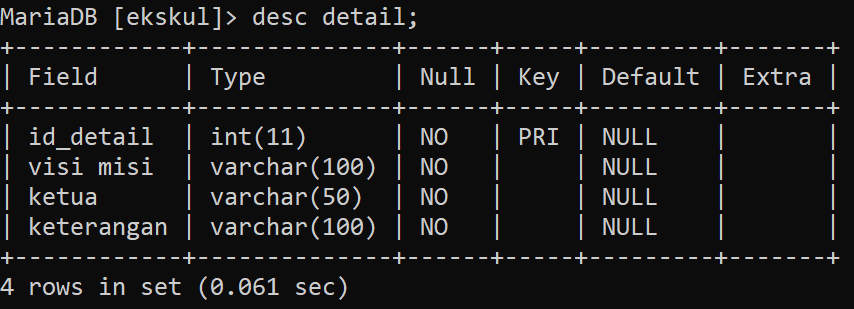 MariaDB [ekskul]> desc detail;
+------------+--------------+------+-----+---------+-------+
| Field      | Type         | Null | Key | Default | Extra |
+------------+--------------+------+-----+---------+-------+
| id_detail  | int(11)      | NO   | PRI | NULL    |       |
| visi misi  | varchar(100) | NO   |     | NULL    |       |
| ketua      | varchar(50)  | NO   |     | NULL    |       |
| keterangan | varchar(100) | NO   |     | NULL    |       |
+------------+--------------+------+-----+---------+-------+
4 rows in set (0.061 sec)